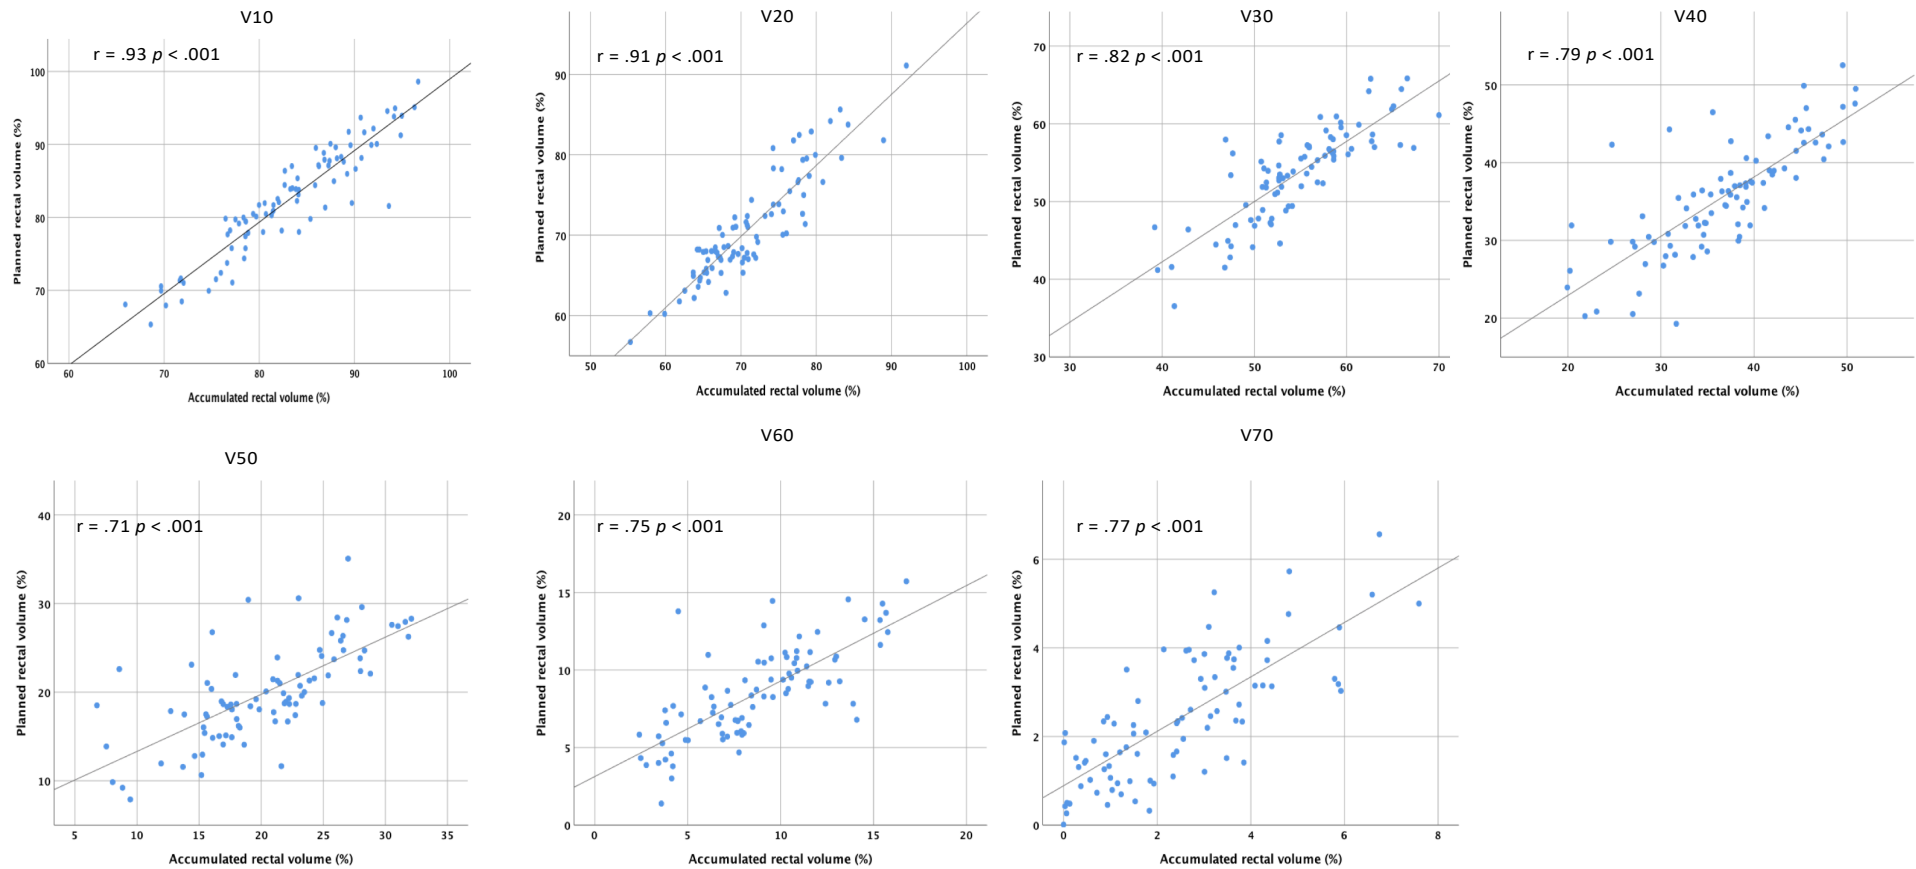 V10
r = .93 p < .001
Planned rectal volume (%)
100
90
80
70
60
60 70 80 90 100
Accumulated rectal volume (%)
V20
r = .91 p < .001
Planned rectal volume (%)
90
80
70
60
50 60 70 80 90 100
Accumulated rectal volume (%)
V30
r = .82 p < .001
Planned rectal volume (%)
70
60
50
40
30
30 40 50 60 70
Accumulated rectal volume (%)
V40
r = .79 p < .001
Planned rectal volume (%)
50
40
30
20
20 30 40 50
Accumulated rectal volume (%)
V50
r = .71 p < .001
Planned rectal volume (%)
40
30
20
10
5 10 15 20 25 30 35
Accumulated rectal volume (%)
V60
r = .75 p < .001
Planned rectal volume (%)
20
15
10
5
0
0 5 10 15 20
Accumulated rectal volume (%)
V70
r = .77 p < .001
Planned rectal volume (%)
6
4
2
0
0 2 4 6 8
Accumulated rectal volume (%)